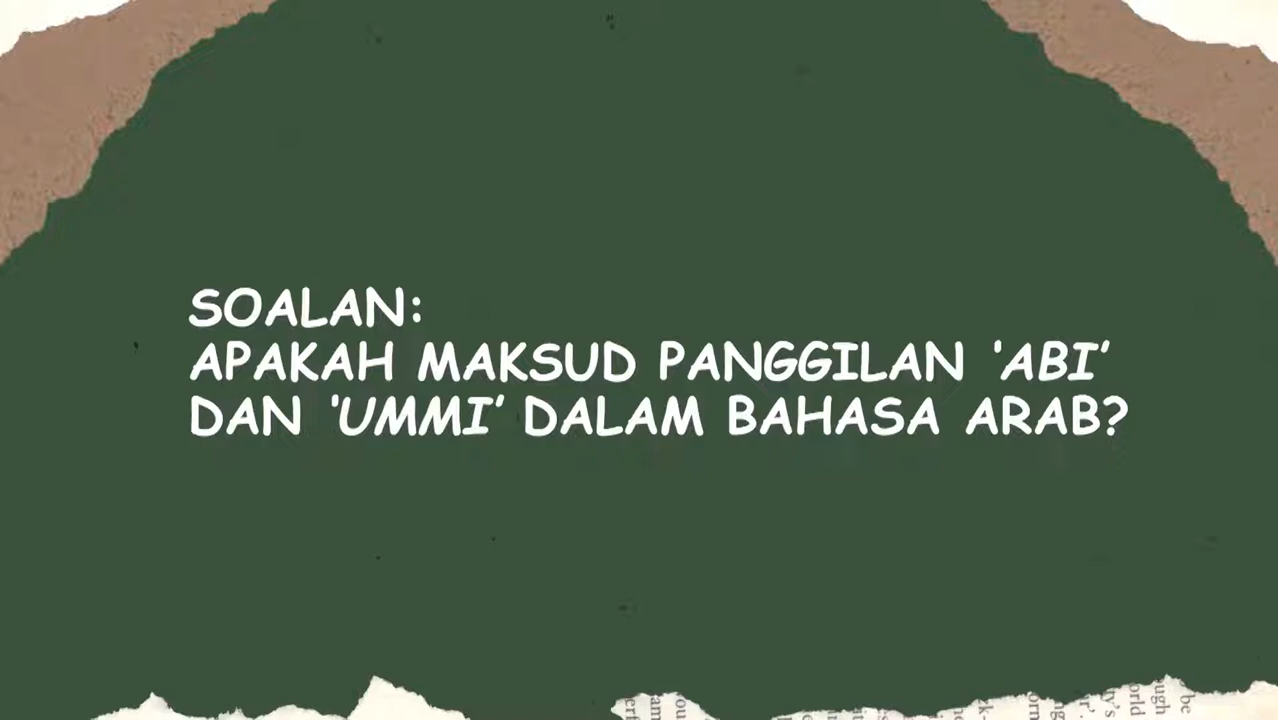 SOALAN:
APAKAH MAKSUD PANGGILAN 'ABI'
DAN 'UMMI' DALAM BAHASA ARAB?